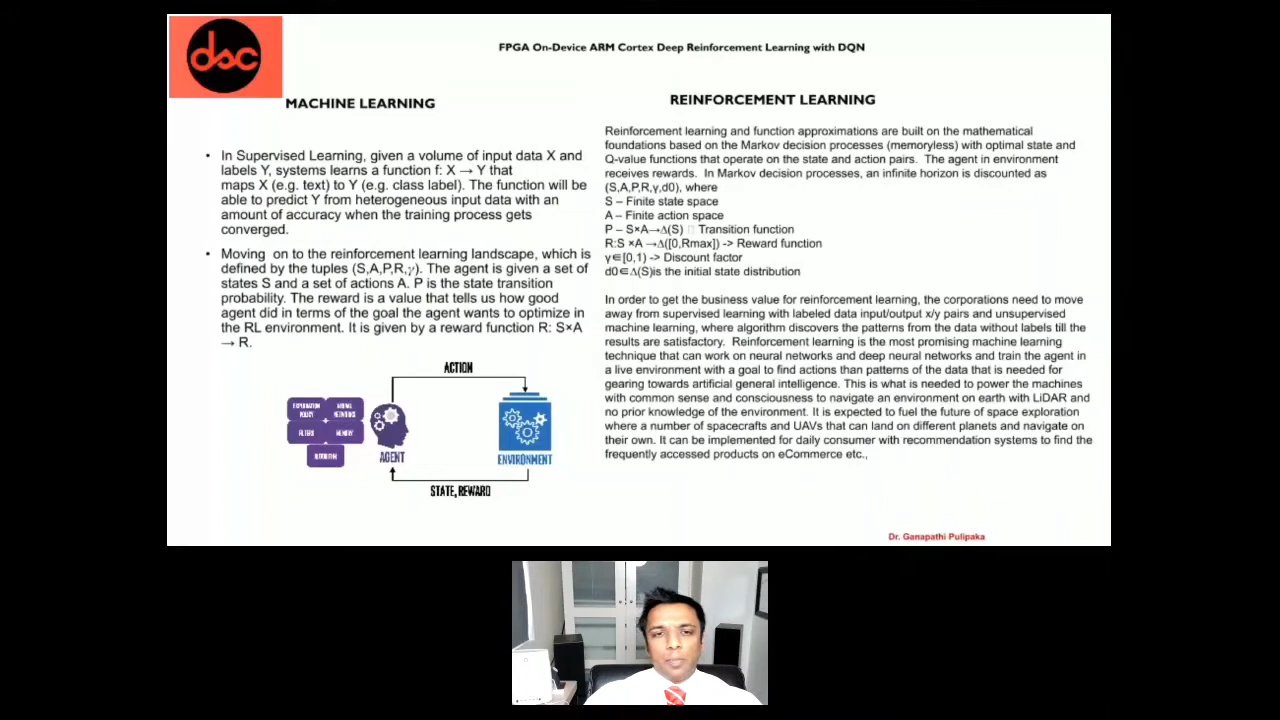 dsc
FPGA On-Device ARM Cortex Deep Reinforcement Learning with DQN
MACHINE LEARNING
• In Supervised Learning, given a volume of input data X and
labels Y, systems learns a function f: X → Y that
maps X (e.g. text) to Y (e.g. class label). The function will be
able to predict Y from heterogeneous input data with an
amount of accuracy when the training process gets
converged.
• Moving on to the reinforcement learning landscape, which is
defined by the tuples (S,A,P,R,γ). The agent is given a set of
states S and a set of actions A. P is the state transition
probability. The reward is a value that tells us how good
agent did in terms of the goal the agent wants to optimize in
the RL environment. It is given by a reward function R: S×A
→ R.
ACTION
EXPLORATION
POLICY
NEURAL
NETWORKS
FILTERS
MEMORY
AGENT
ENVIRONMENT
STATE, REWARD
REINFORCEMENT LEARNING
Reinforcement learning and function approximations are built on the mathematical
foundations based on the Markov decision processes (memoryless) with optimal state and
Q-value functions that operate on the state and action pairs. The agent in environment
receives rewards. In Markov decision processes, an infinite horizon is discounted as
(S,A,P,R,γ,d0), where
S – Finite state space
A – Finite action space
P – S×A→Δ(S) Transition function
R:S ×A →Δ([0,Rmax]) -> Reward function
γ∈[0,1) -> Discount factor
d0∈Δ(S)is the initial state distribution
In order to get the business value for reinforcement learning, the corporations need to move
away from supervised learning with labeled data input/output x/y pairs and unsupervised
machine learning, where algorithm discovers the patterns from the data without labels till the
results are satisfactory. Reinforcement learning is the most promising machine learning
technique that can work on neural networks and deep neural networks and train the agent in
a live environment with a goal to find actions than patterns of the data that is needed for
gearing towards artificial general intelligence. This is what is needed to power the machines
with common sense and consciousness to navigate an environment on earth with LiDAR and
no prior knowledge of the environment. It is expected to fuel the future of space exploration
where a number of spacecrafts and UAVs that can land on different planets and navigate on
their own. It can be implemented for daily consumer with recommendation systems to find the
frequently accessed products on eCommerce etc.,
Dr. Ganapathi Pulipaka